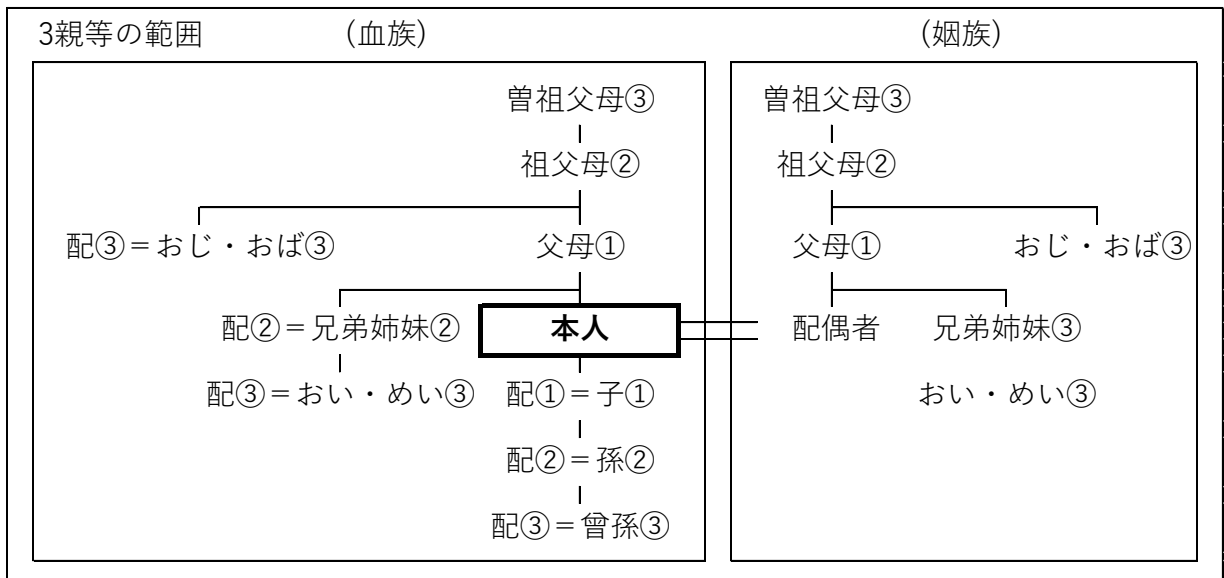 3親等の範囲 (血族) (姻族)
曽祖父母③ 曽祖父母③
祖父母② 祖父母②
配③=おじ・おば③ 父母① 父母① おじ・おば③
配②=兄弟姉妹② 本人 配偶者 兄弟姉妹③
配③=おい・めい③ 配①=子① おい・めい③
配②=孫②
配③=曾孫③